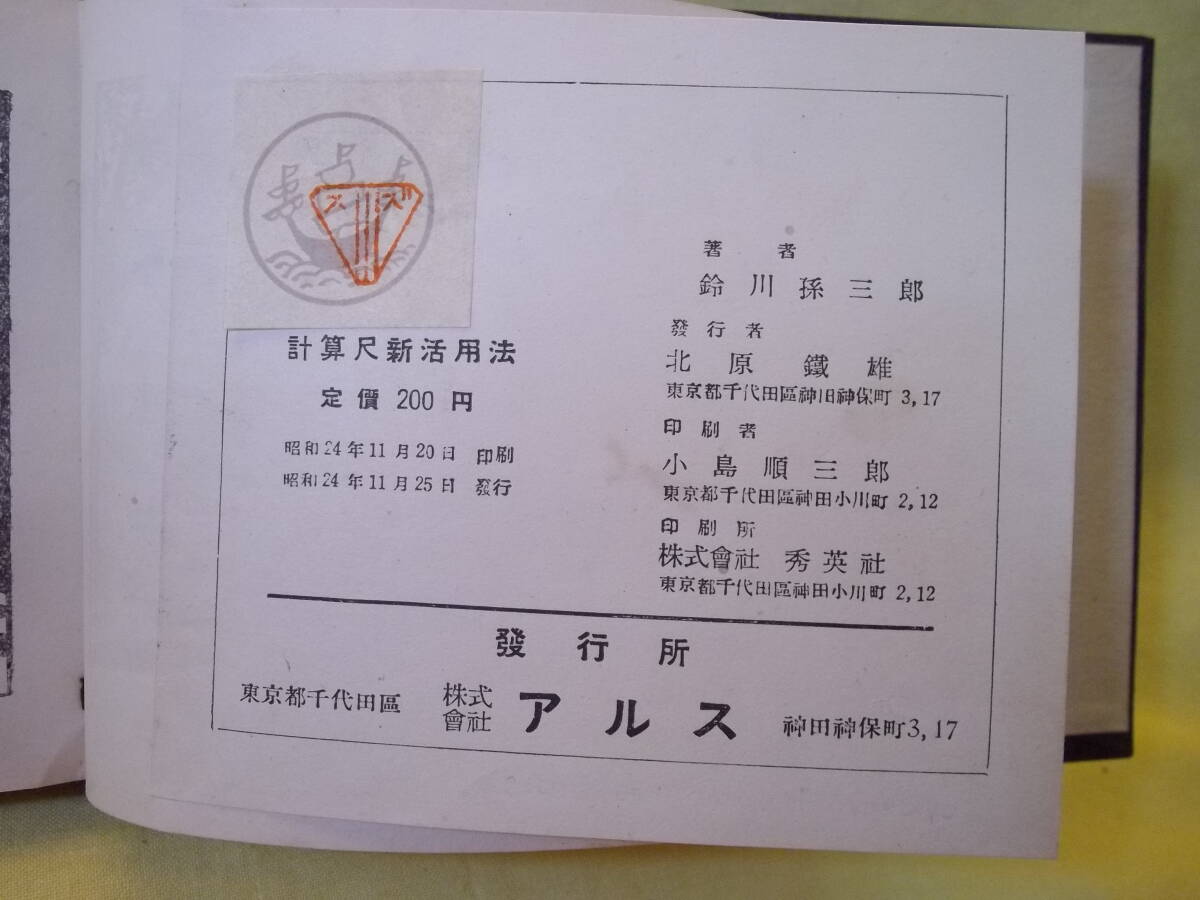 スズ
計算尺新活用法
定價 200 円
昭和24年11月20日 印刷
昭和24年11月25日 發行
著者
鈴川孫三郎
發行者
北原鐵雄
東京都千代田區神田神保町 3,17
印刷者
小島順三郎
東京都千代田區神田小川町 2,12
印刷所
株式會社 秀英社
東京都千代田區神田小川町 2,12
發行所
東京都千代田區 株式會社 アルス 神田神保町3,17